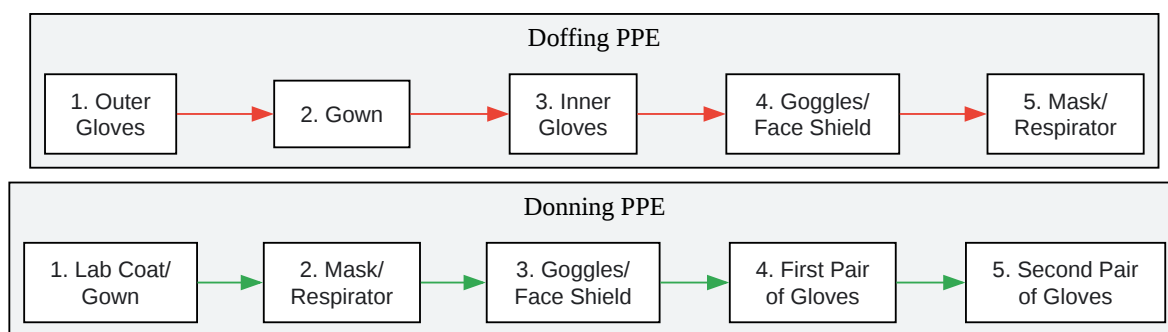 Doffing PPE
1. Outer
Gloves
2. Gown
3. Inner
Gloves
4. Goggles/
Face Shield
5. Mask/
Respirator
Donning PPE
1. Lab Coat/
Gown
2. Mask/
Respirator
3. Goggles/
Face Shield
4. First Pair
of Gloves
5. Second Pair
of Gloves